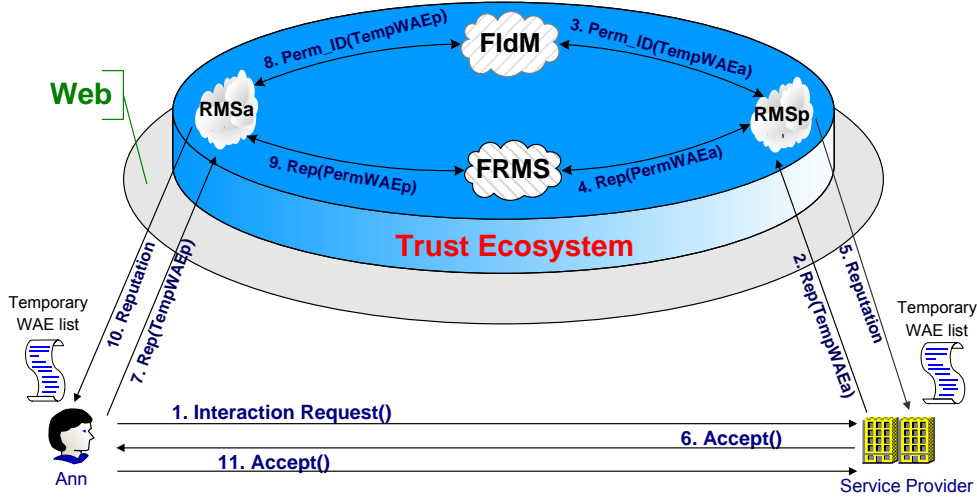 FIdM
8. Perm_ID(TempWAEp)
3. Perm_ID(TempWAEa)
Web
RMSa
RMSp
9. Rep(PermWAEp)
FRMS
4. Rep(PermWAEa)
Trust Ecosystem
10. Reputation
7. Rep(TempWAEp)
2. Rep(TempWAEa)
5. Reputation
Temporary
WAE list
Temporary
WAE list
1. Interaction Request()
6. Accept()
11. Accept()
Ann
Service Provider